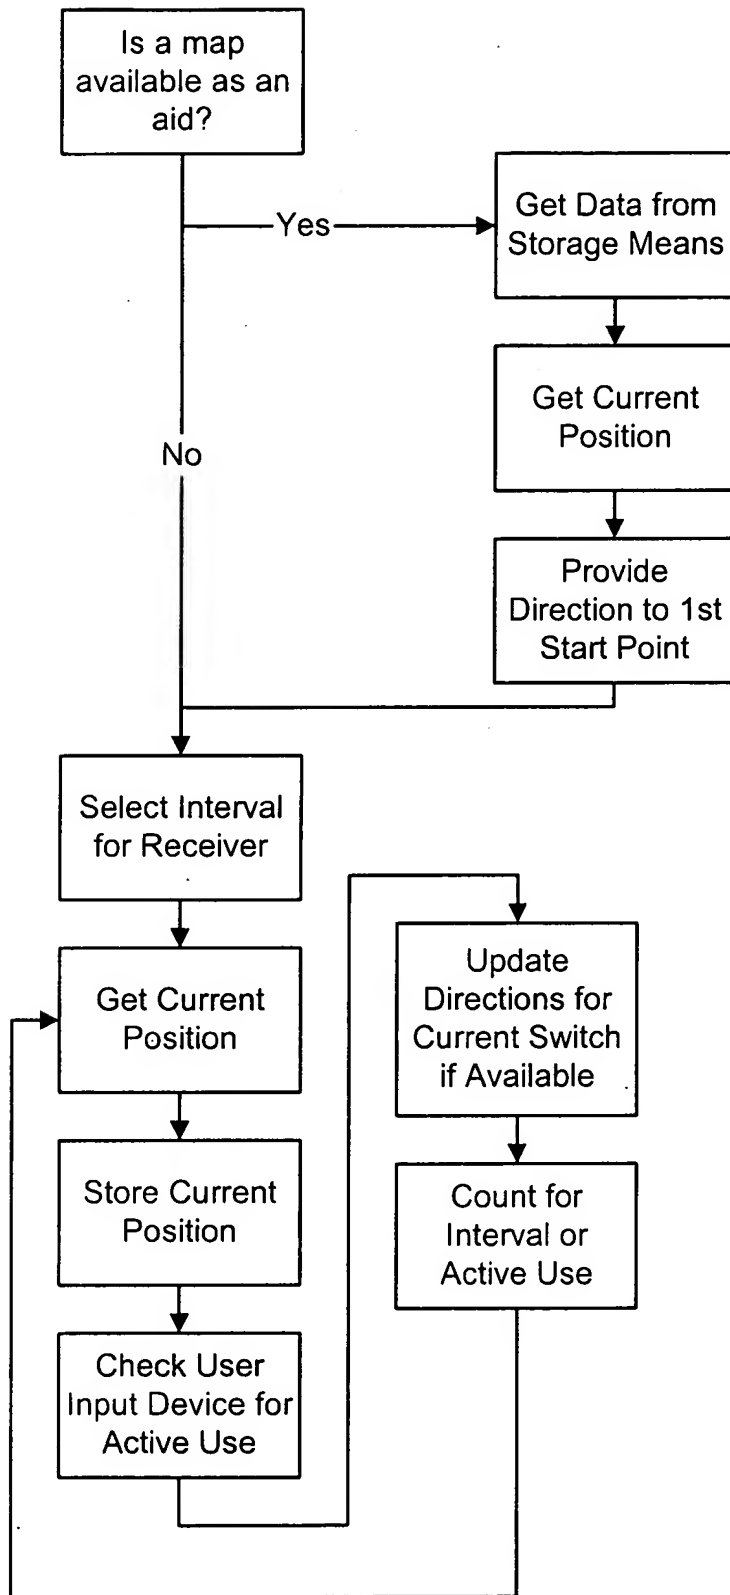 Is a map
available as an
aid?
Yes
Get Data from
Storage Means
Get Current
Position
No
Provide
Direction to 1st
Start Point
Select Interval
for Receiver
Get Current
Position
Store Current
Position
Check User
Input Device for
Active Use
Update
Directions for
Current Switch
if Available
Count for
Interval or
Active Use